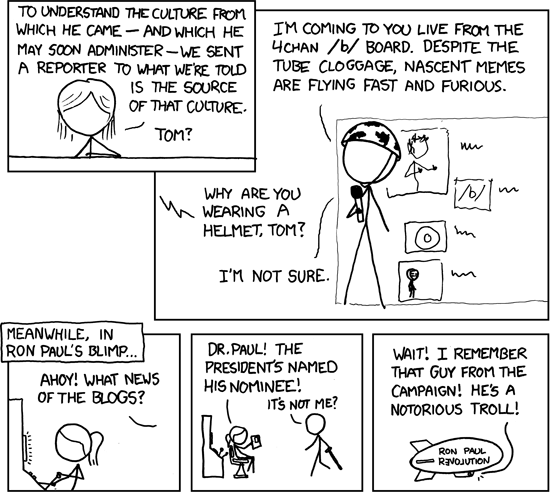 TO UNDERSTAND THE CULTURE FROM
WHICH HE CAME — AND WHICH HE
MAY SOON ADMINISTER — WE SENT
A REPORTER TO WHAT WE'RE TOLD
IS THE SOURCE
OF THAT CULTURE.
TOM?
I'M COMING TO YOU LIVE FROM THE
4CHAN /b/ BOARD. DESPITE THE
TUBE CLOGGAGE, NASCENT MEMES
ARE FLYING FAST AND FURIOUS.
/b/
WHY ARE YOU
WEARING A
HELMET, TOM?
I'M NOT SURE.
MEANWHILE, IN
RON PAUL'S BLIMP...
AHOY! WHAT NEWS
OF THE BLOGS?
DR. PAUL! THE
PRESIDENT'S NAMED
HIS NOMINEE!
IT'S NOT ME?
WAIT! I REMEMBER
THAT GUY FROM THE
CAMPAIGN! HE'S A
NOTORIOUS TROLL!
RON PAUL
REVOLUTION